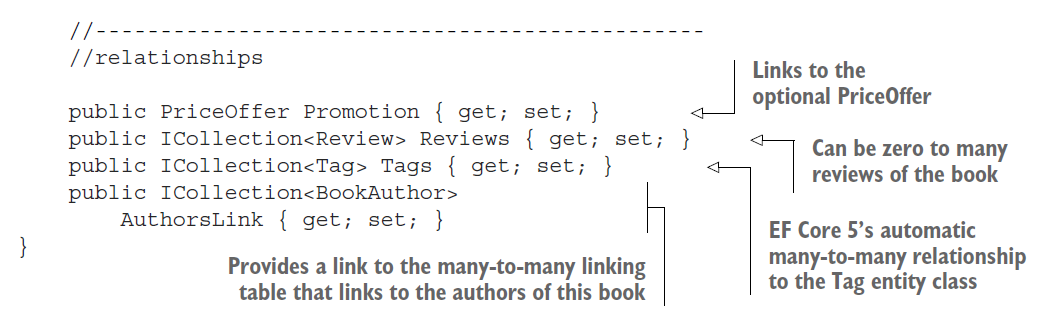 //-----------------------------------------------
//relationships
public PriceOffer Promotion { get; set; }
public ICollection<Review> Reviews { get; set; }
public ICollection<Tag> Tags { get; set; }
public ICollection<BookAuthor>
AuthorsLink { get; set; }
}
Links to the
optional PriceOffer
Can be zero to many
reviews of the book
EF Core 5’s automatic
many-to-many relationship
to the Tag entity class
Provides a link to the many-to-many linking
table that links to the authors of this book